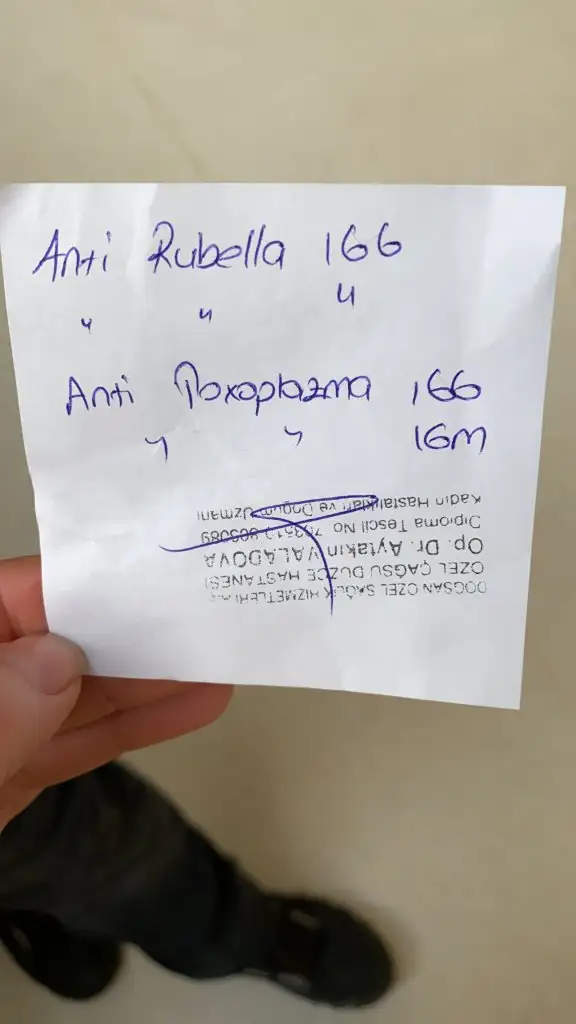 Anti Rubella IGG
" " "
Anti Toxoplazma IGG
" " IGM
DOĞSAN ÖZEL SAĞLIK HİZMETLERİ A.Ş.
ÖZEL ÇAĞSU DÜZCE HASTANESİ
Op. Dr. Aytakin VALADOVA
Diploma Tescil No
Kadın Hastalıkları ve Doğum Uzmanı